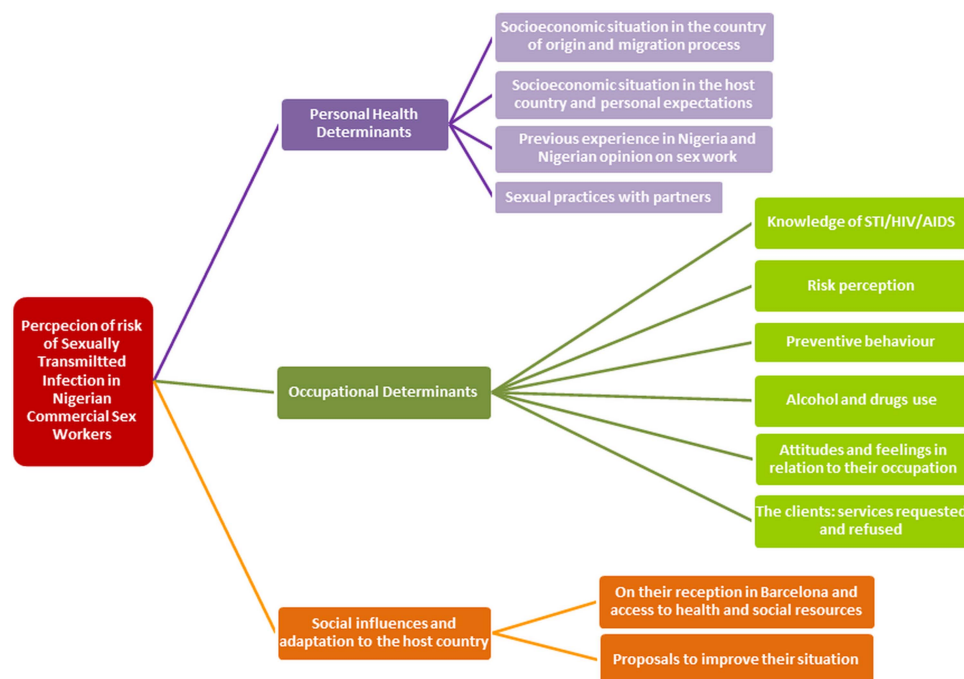 Socioeconomic situation in the country
of origin and migration process
Socioeconomic situation in the host
country and personal expectations
Personal Health
Determinants
Previous experience in Nigeria and
Nigerian opinion on sex work
Sexual practices with partners
Knowledge of STI/HIV/AIDS
Risk perception
Preventive behaviour
Percpecion of risk
of Sexually
Transmiltted
Infection in
Nigerian
Commercial Sex
Workers
Occupational Determinants
Alcohol and drugs use
Attitudes and feelings in
relation to their occupation
The clients: services requested
and refused
Social influences and
adaptation to the host country
On their reception in Barcelona and
access to health and social resources
Proposals to improve their situation